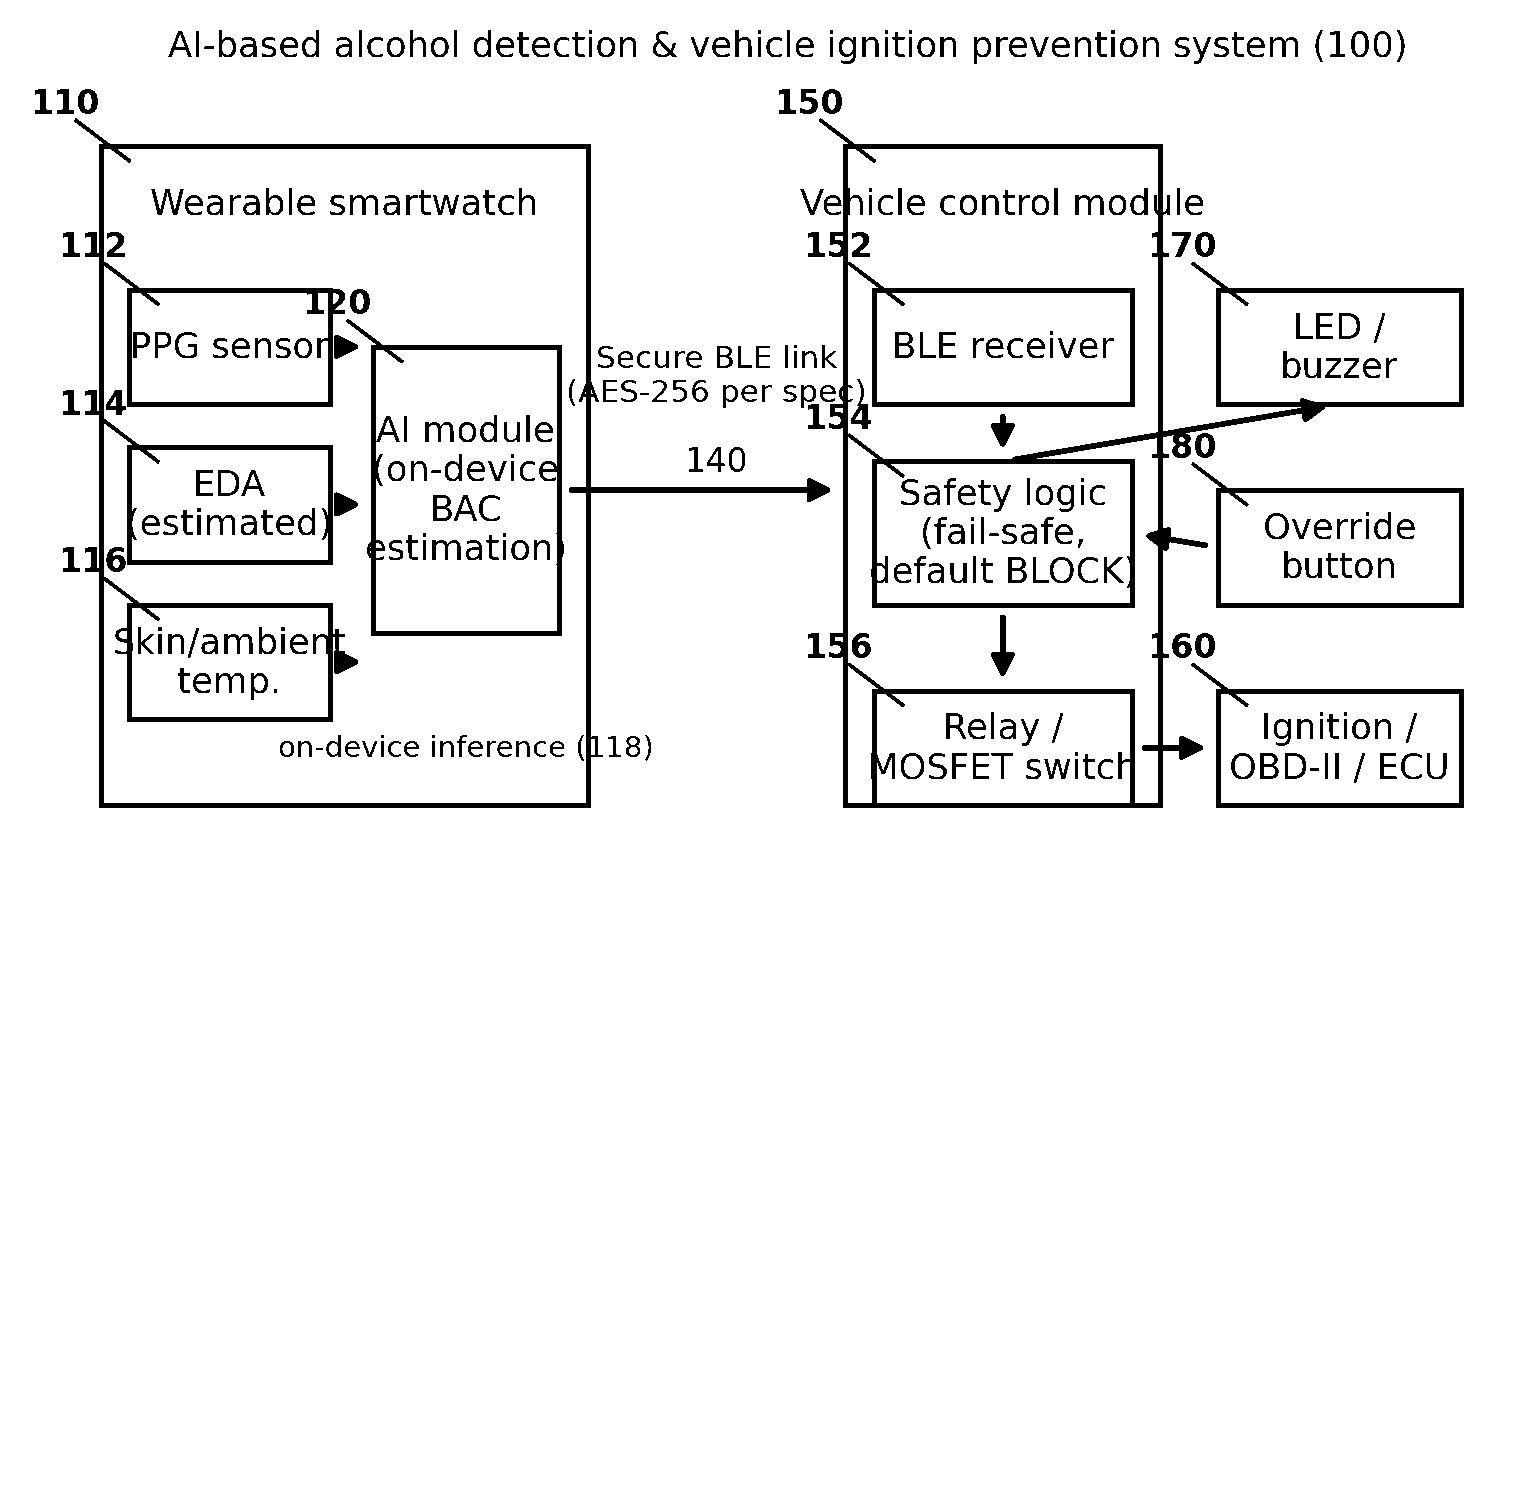 AI-based alcohol detection & vehicle ignition prevention system (100)
110
Wearable smartwatch
112
PPG sensor
114
EDA
(estimated)
116
Skin/ambient
temp.
120
AI module
(on-device
BAC
estimation)
on-device inference (118)
Secure BLE link
(AES-256 per spec)
140
150
Vehicle control module
152
BLE receiver
154
Safety logic
(fail-safe,
default BLOCK)
156
Relay /
MOSFET switch
170
LED /
buzzer
180
Override
button
160
Ignition /
OBD-II / ECU